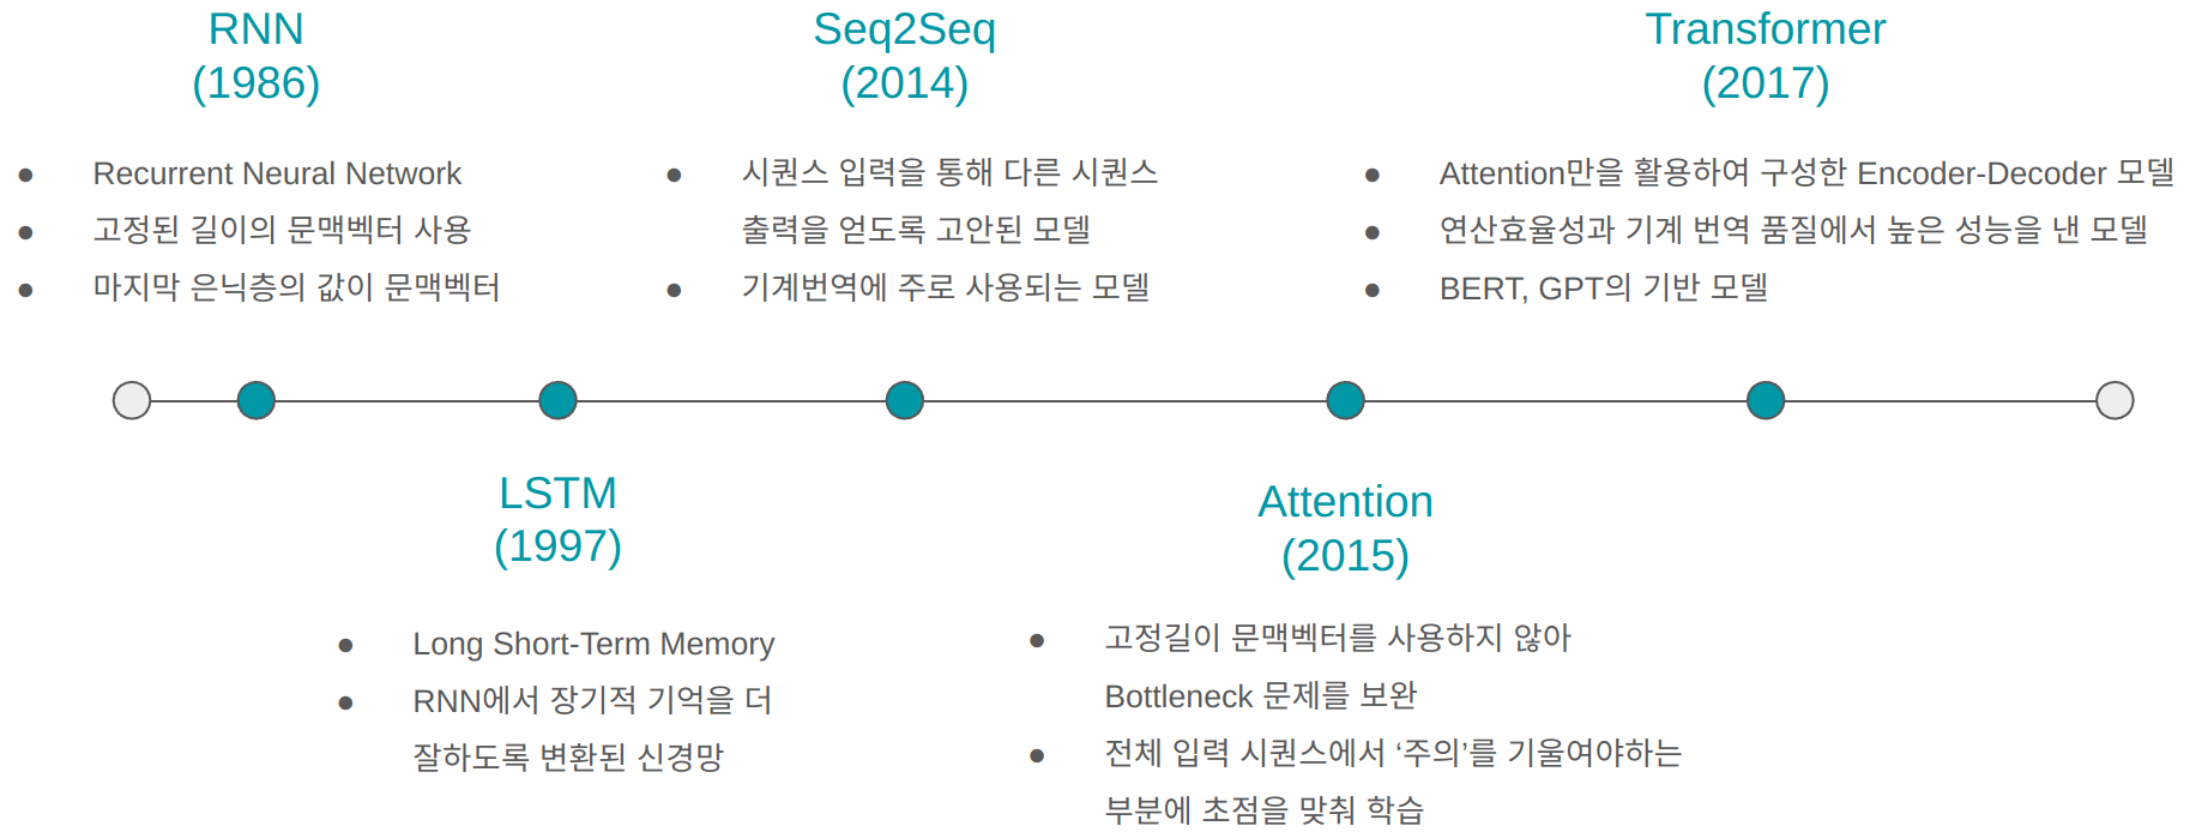 RNN
(1986)
● Recurrent Neural Network
● 고정된 길이의 문맥벡터 사용
● 마지막 은닉층의 값이 문맥벡터
LSTM
(1997)
● Long Short-Term Memory
● RNN에서 장기적 기억을 더
잘하도록 변환된 신경망
Seq2Seq
(2014)
● 시퀀스 입력을 통해 다른 시퀀스
출력을 얻도록 고안된 모델
● 기계번역에 주로 사용되는 모델
Attention
(2015)
● 고정길이 문맥벡터를 사용하지 않아
Bottleneck 문제를 보완
● 전체 입력 시퀀스에서 ‘주의’를 기울여야하는
부분에 초점을 맞춰 학습
Transformer
(2017)
● Attention만을 활용하여 구성한 Encoder-Decoder 모델
● 연산효율성과 기계 번역 품질에서 높은 성능을 낸 모델
● BERT, GPT의 기반 모델